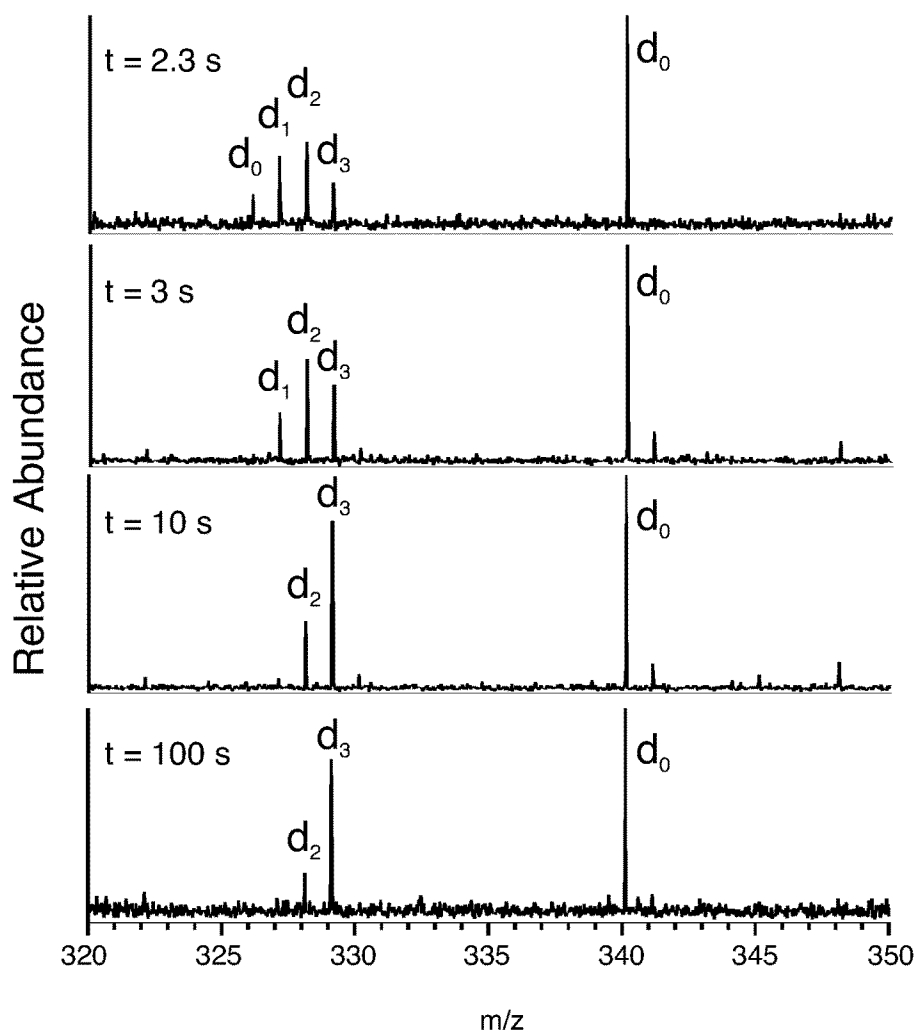 t = 2.3 s
d₀
d₁
d₂
d₃
d₀
t = 3 s
d₁
d₂
d₃
d₀
t = 10 s
d₂
d₃
d₀
t = 100 s
d₂
d₃
d₀
Relative Abundance
320 325 330 335 340 345 350
m/z